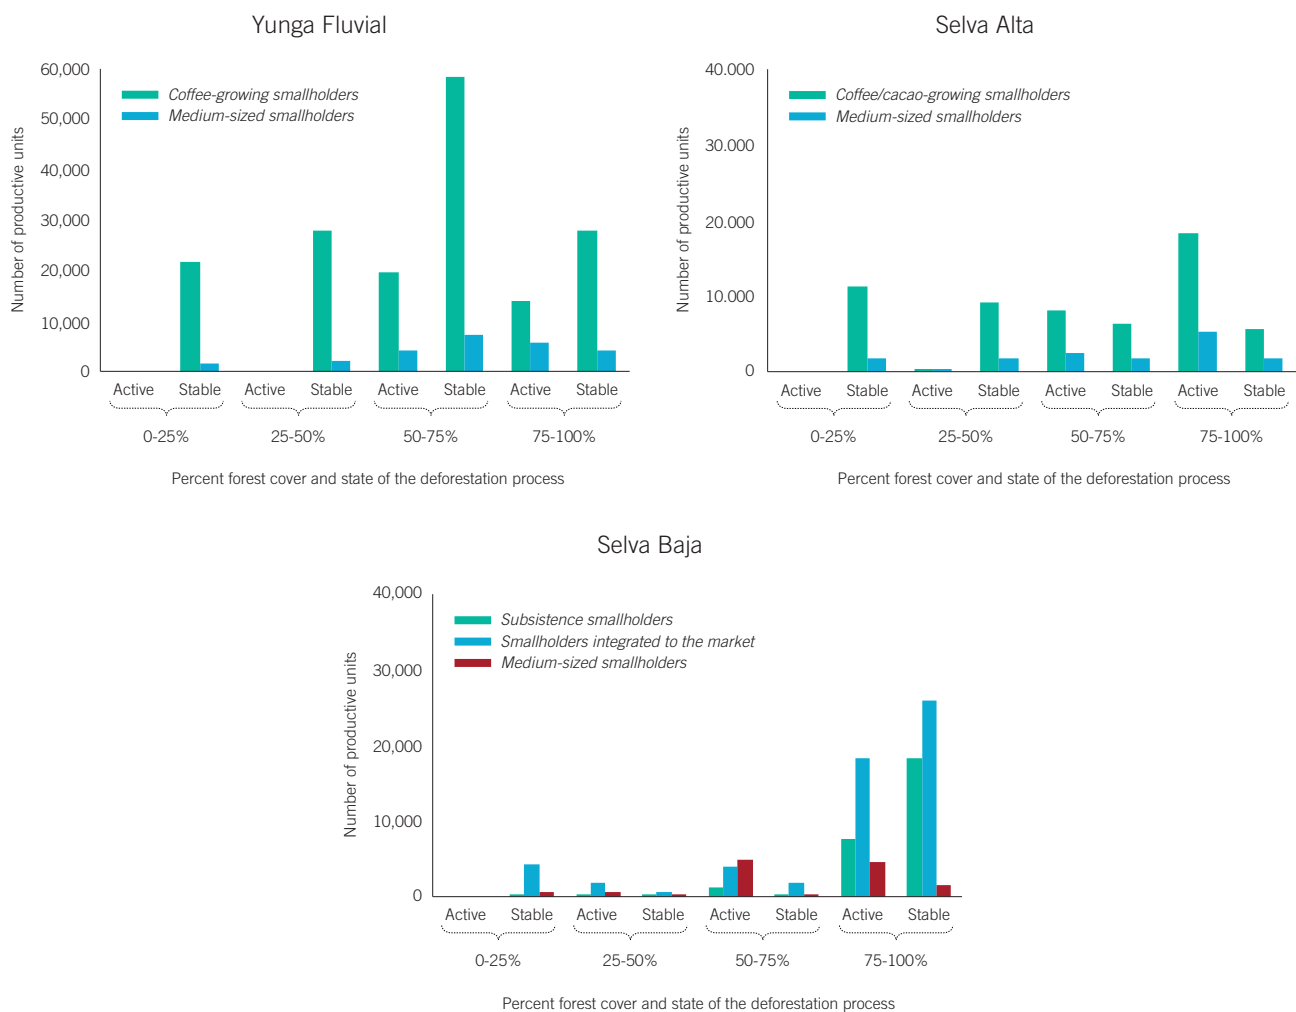 Yunga Fluvial
60,000
50,000
40,000
30,000
20,000
10,000
0
Number of productive units
Coffee-growing smallholders
Medium-sized smallholders
Active Stable Active Stable Active Stable Active Stable
0-25% 25-50% 50-75% 75-100%
Percent forest cover and state of the deforestation process
Selva Alta
40.000
30.000
20.000
10.000
0
Number of productive units
Coffee/cacao-growing smallholders
Medium-sized smallholders
Active Stable Active Stable Active Stable Active Stable
0-25% 25-50% 50-75% 75-100%
Percent forest cover and state of the deforestation process
Selva Baja
40,000
30,000
20,000
10,000
0
Number of productive units
Subsistence smallholders
Smallholders integrated to the market
Medium-sized smallholders
Active Stable Active Stable Active Stable Active Stable
0-25% 25-50% 50-75% 75-100%
Percent forest cover and state of the deforestation process